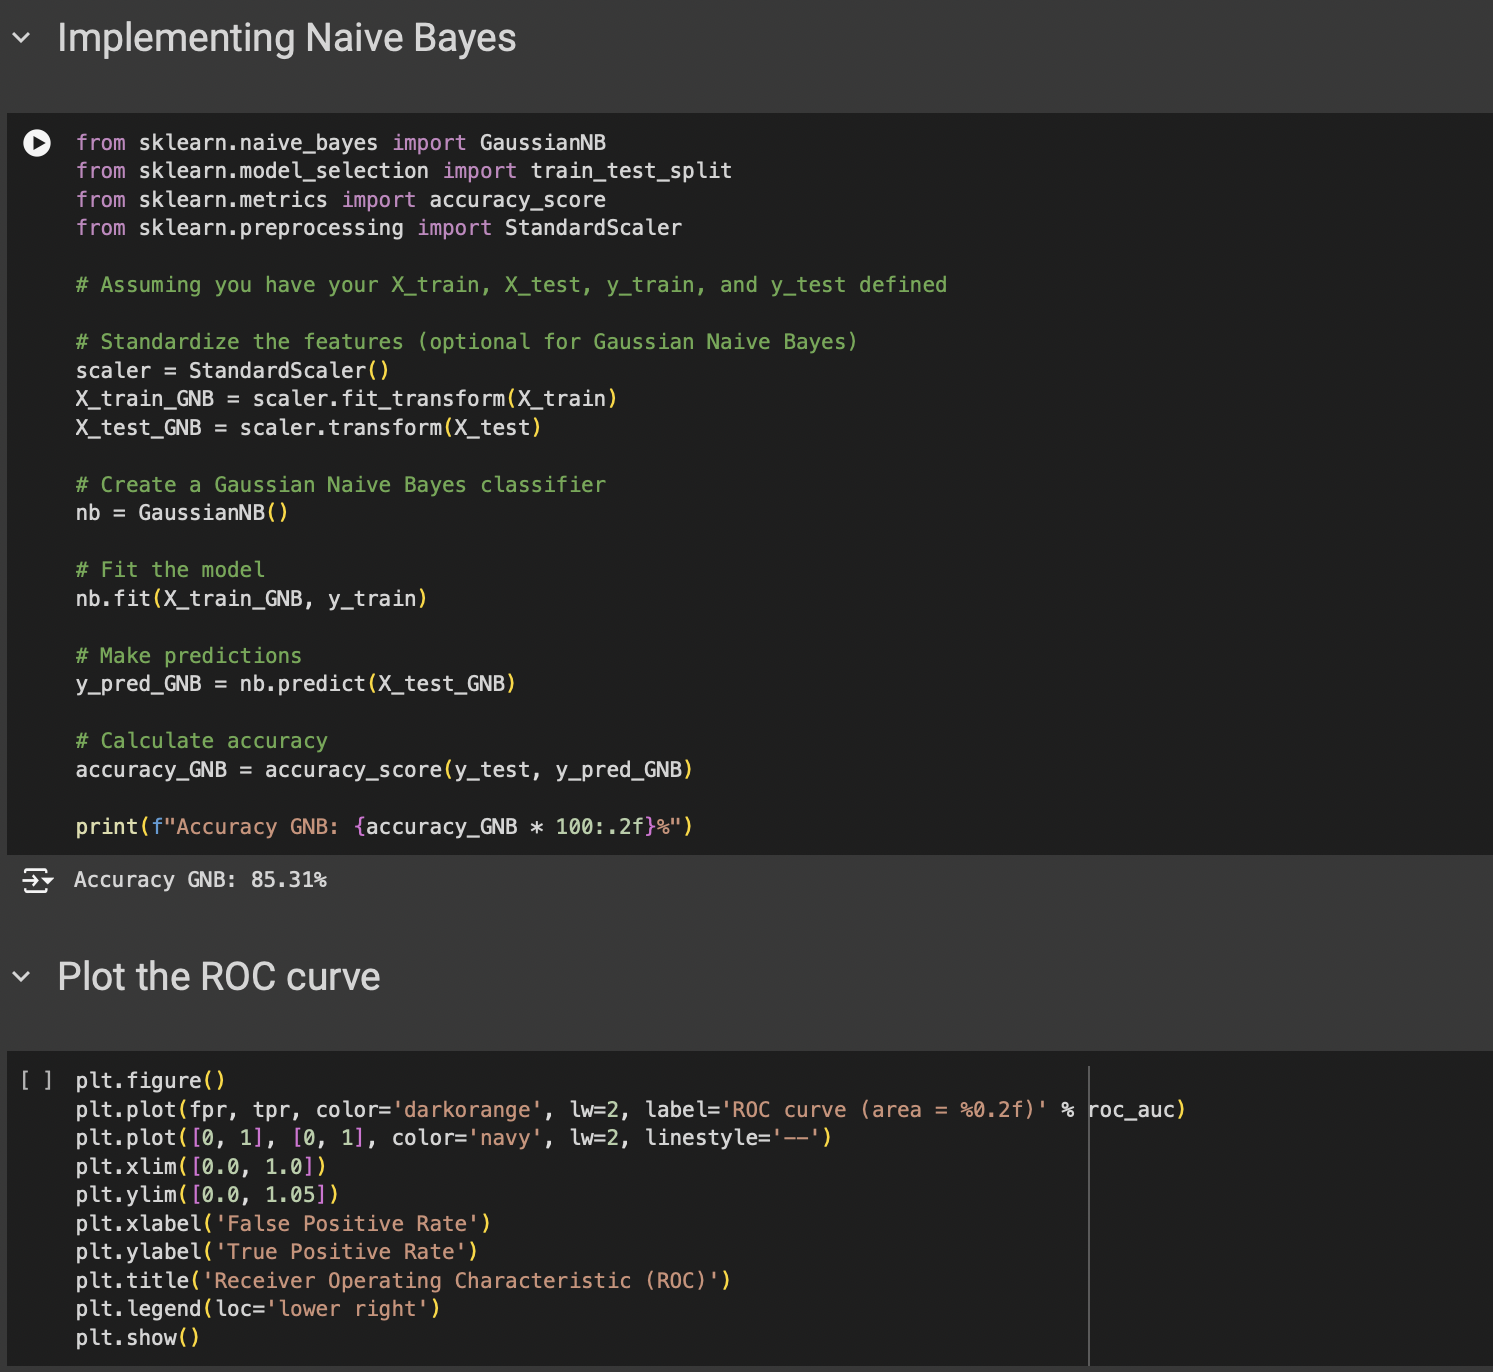 Implementing Naive Bayes
from sklearn.naive_bayes import GaussianNB
from sklearn.model_selection import train_test_split
from sklearn.metrics import accuracy_score
from sklearn.preprocessing import StandardScaler
# Assuming you have your X_train, X_test, y_train, and y_test defined
# Standardize the features (optional for Gaussian Naive Bayes)
scaler = StandardScaler()
X_train_GNB = scaler.fit_transform(X_train)
X_test_GNB = scaler.transform(X_test)
# Create a Gaussian Naive Bayes classifier
nb = GaussianNB()
# Fit the model
nb.fit(X_train_GNB, y_train)
# Make predictions
y_pred_GNB = nb.predict(X_test_GNB)
# Calculate accuracy
accuracy_GNB = accuracy_score(y_test, y_pred_GNB)
print(f"Accuracy GNB: {accuracy_GNB * 100:.2f}%")
Accuracy GNB: 85.31%
Plot the ROC curve
[ ] plt.figure()
plt.plot(fpr, tpr, color='darkorange', lw=2, label='ROC curve (area = %0.2f)' % roc_auc)
plt.plot([0, 1], [0, 1], color='navy', lw=2, linestyle='--')
plt.xlim([0.0, 1.0])
plt.ylim([0.0, 1.05])
plt.xlabel('False Positive Rate')
plt.ylabel('True Positive Rate')
plt.title('Receiver Operating Characteristic (ROC)')
plt.legend(loc='lower right')
plt.show()